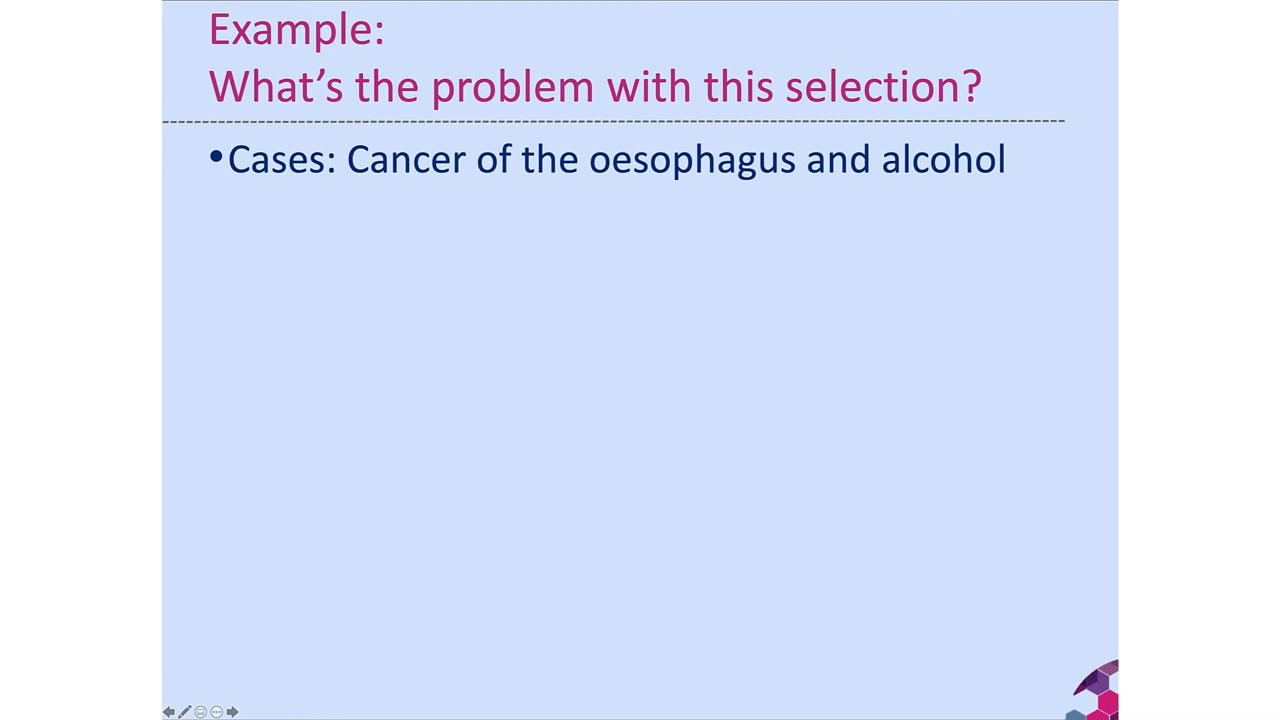 Example:
What’s the problem with this selection?
•Cases: Cancer of the oesophagus and alcohol